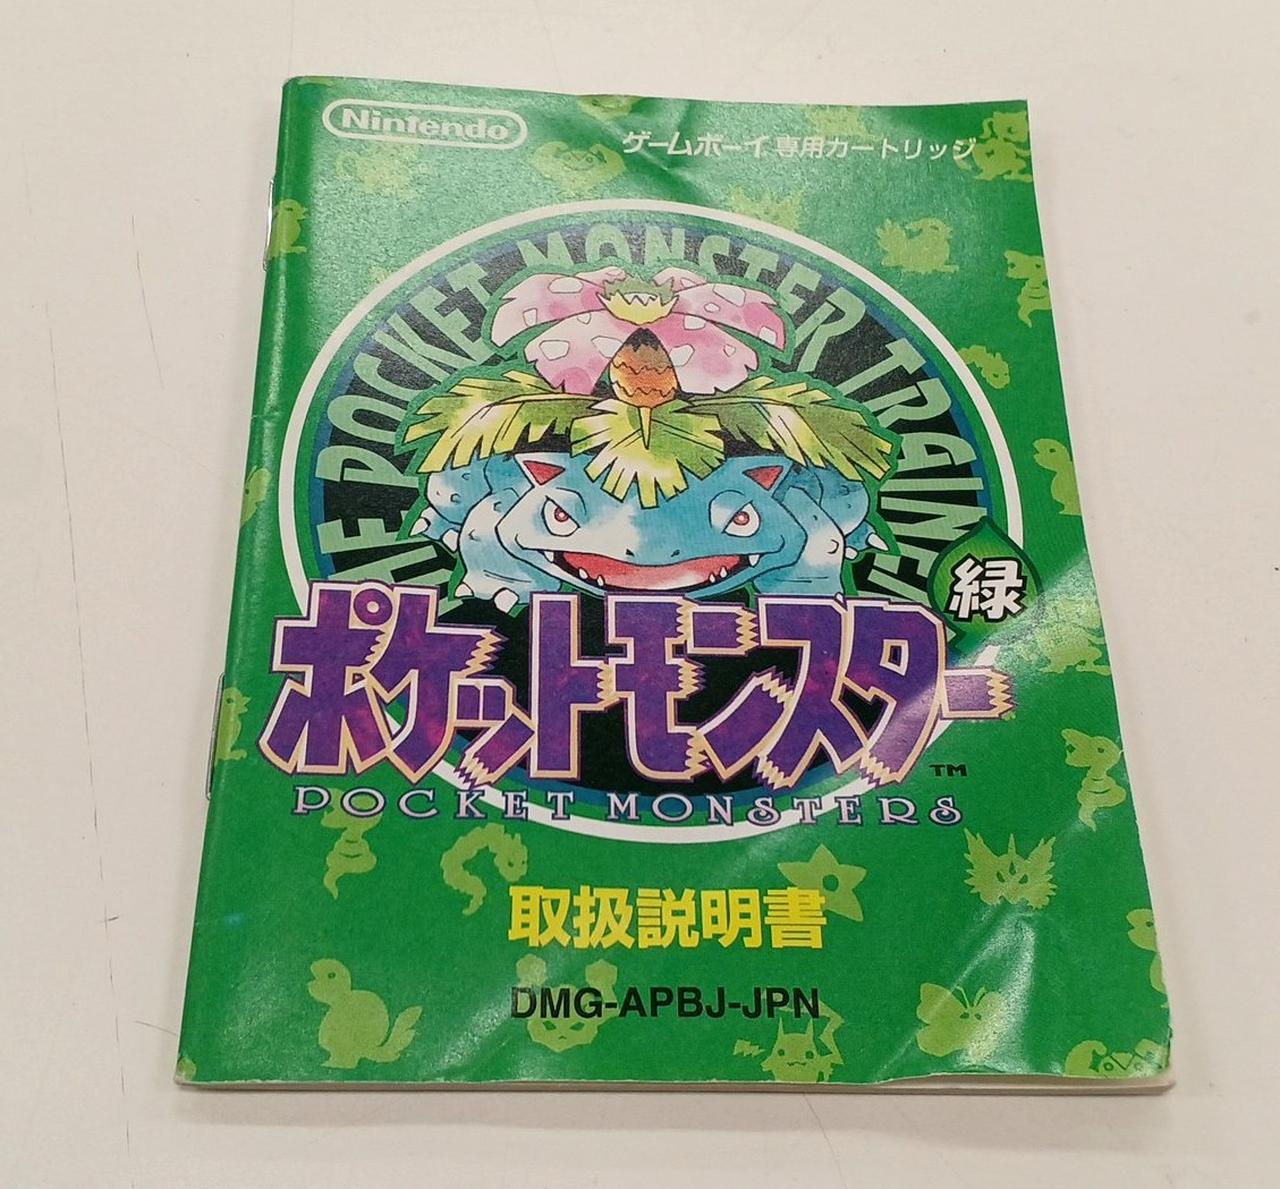 Nintendo
ゲームボーイ専用カートリッジ
THE POCKET MONSTER TRAINER
緑
ポケットモンスター
TM
POCKET MONSTERS
取扱説明書
DMG-APBJ-JPN